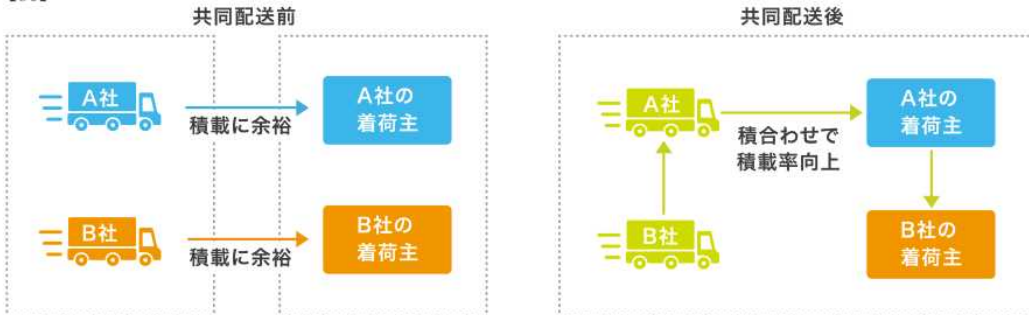 共同配送前
A社
積載に余裕
A社の
着荷主
B社
積載に余裕
B社の
着荷主
共同配送後
A社
積合わせで
積載率向上
A社の
着荷主
B社
B社の
着荷主